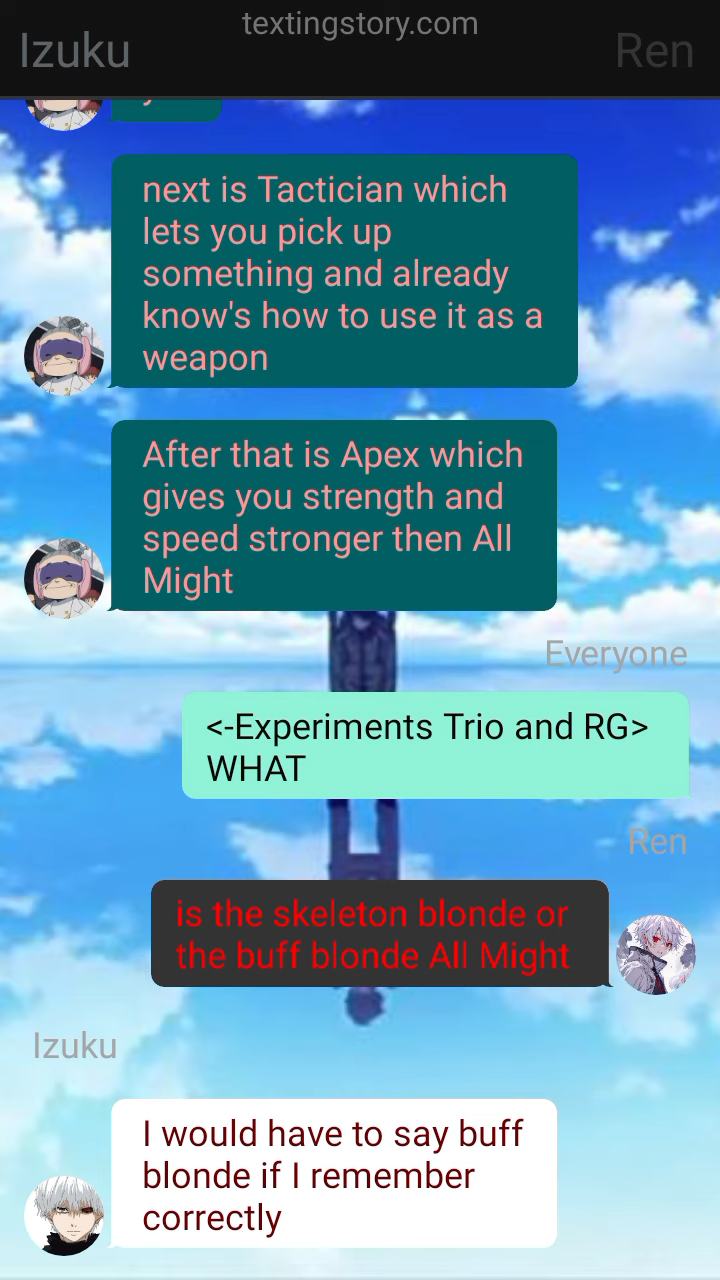 textingstory.com
Izuku
Ren
next is Tactician which
lets you pick up
something and already
know's how to use it as a
weapon
After that is Apex which
gives you strength and
speed stronger then All
Might
Everyone
<-Experiments Trio and RG>
WHAT
Ren
is the skeleton blonde or
the buff blonde All Might
Izuku
I would have to say buff
blonde if I remember
correctly